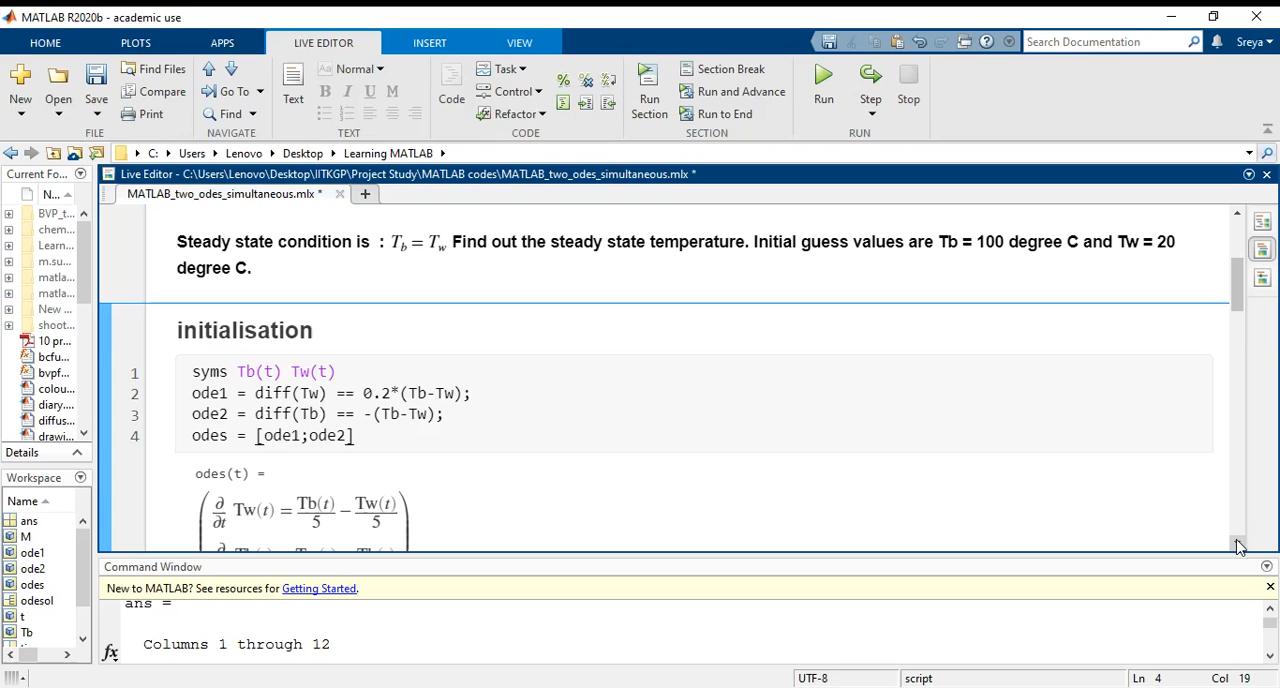 MATLAB R2020b - academic use
HOME PLOTS APPS LIVE EDITOR INSERT VIEW Search Documentation Sreya
New Open Save Find Files Compare Print
FILE
Go To Find
NAVIGATE
Text Aa Normal B I U M
TEXT
Code Task Control Refactor
CODE
Run Section Section Break Run and Advance Run to End
SECTION
Run Step Stop
RUN
C: Users Lenovo Desktop Learning MATLAB
Current Fo...
Live Editor - C:\Users\Lenovo\Desktop\IITKGP\Project Study\MATLAB codes\MATLAB_two_odes_simultaneous.mlx *
MATLAB_two_odes_simultaneous.mlx *
N...
BVP_t...
chem...
Learn...
m.su...
matla...
matla...
New ...
shoot...
10 pr...
bcfu...
bvpf...
colou...
diary....
diffus...
drawi...
Details
Workspace
Name
ans
M
ode1
ode2
odes
odesol
t
Tb
Steady state condition is : T_b = T_w Find out the steady state temperature. Initial guess values are Tb = 100 degree C and Tw = 20
degree C.
initialisation
1 syms Tb(t) Tw(t)
2 ode1 = diff(Tw) == 0.2*(Tb-Tw);
3 ode2 = diff(Tb) == -(Tb-Tw);
4 odes = [ode1;ode2]
odes(t) =
∂/∂t Tw(t) = Tb(t)/5 − Tw(t)/5
Command Window
New to MATLAB? See resources for Getting Started.
ans =
Columns 1 through 12
fx
UTF-8 script Ln 4 Col 19